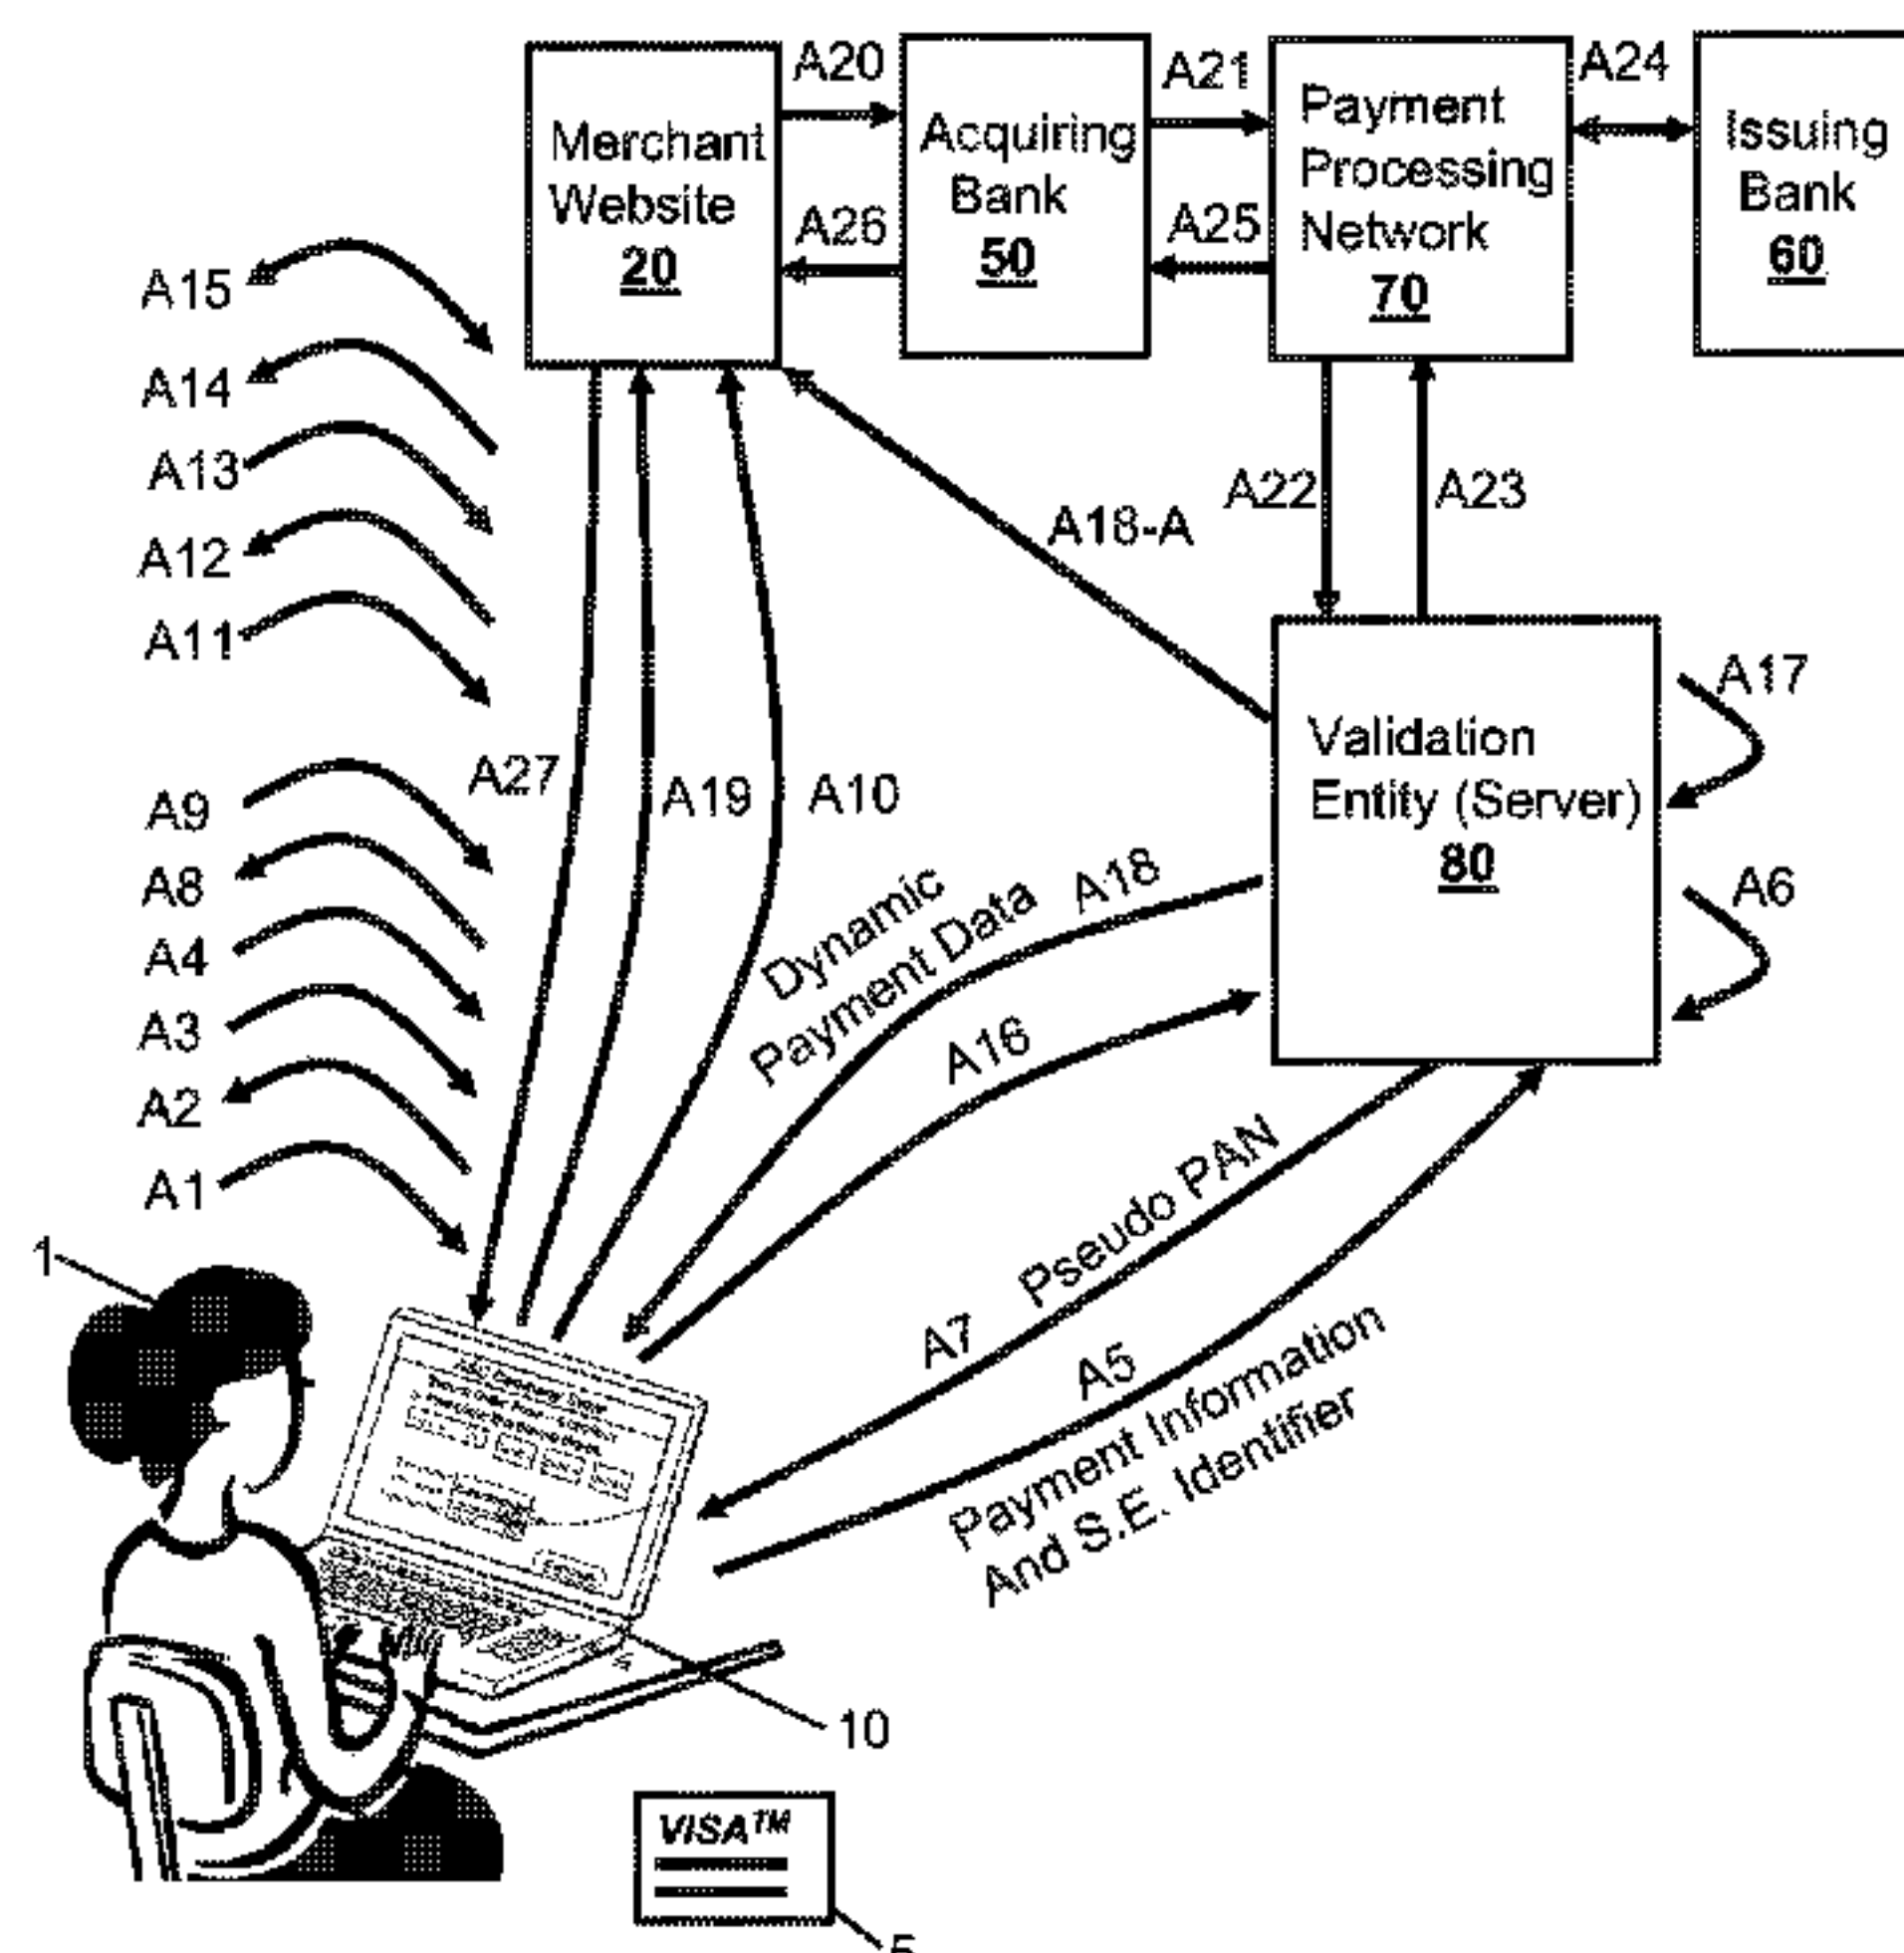 A20
A21
A24
Merchant
Website
20
Acquiring
Bank
50
Payment
Processing
Network
70
Issuing
Bank
60
A26
A25
A15
A14
A13
A12
A11
A22
A23
A18-A
A27
A19
A10
Validation
Entity (Server)
80
A17
A6
A9
A8
A4
A3
A2
A1
Dynamic
Payment Data
A18
A16
A7 Pseudo PAN
A5
Payment Information
And S.E. Identifier
1
10
VISA™
5